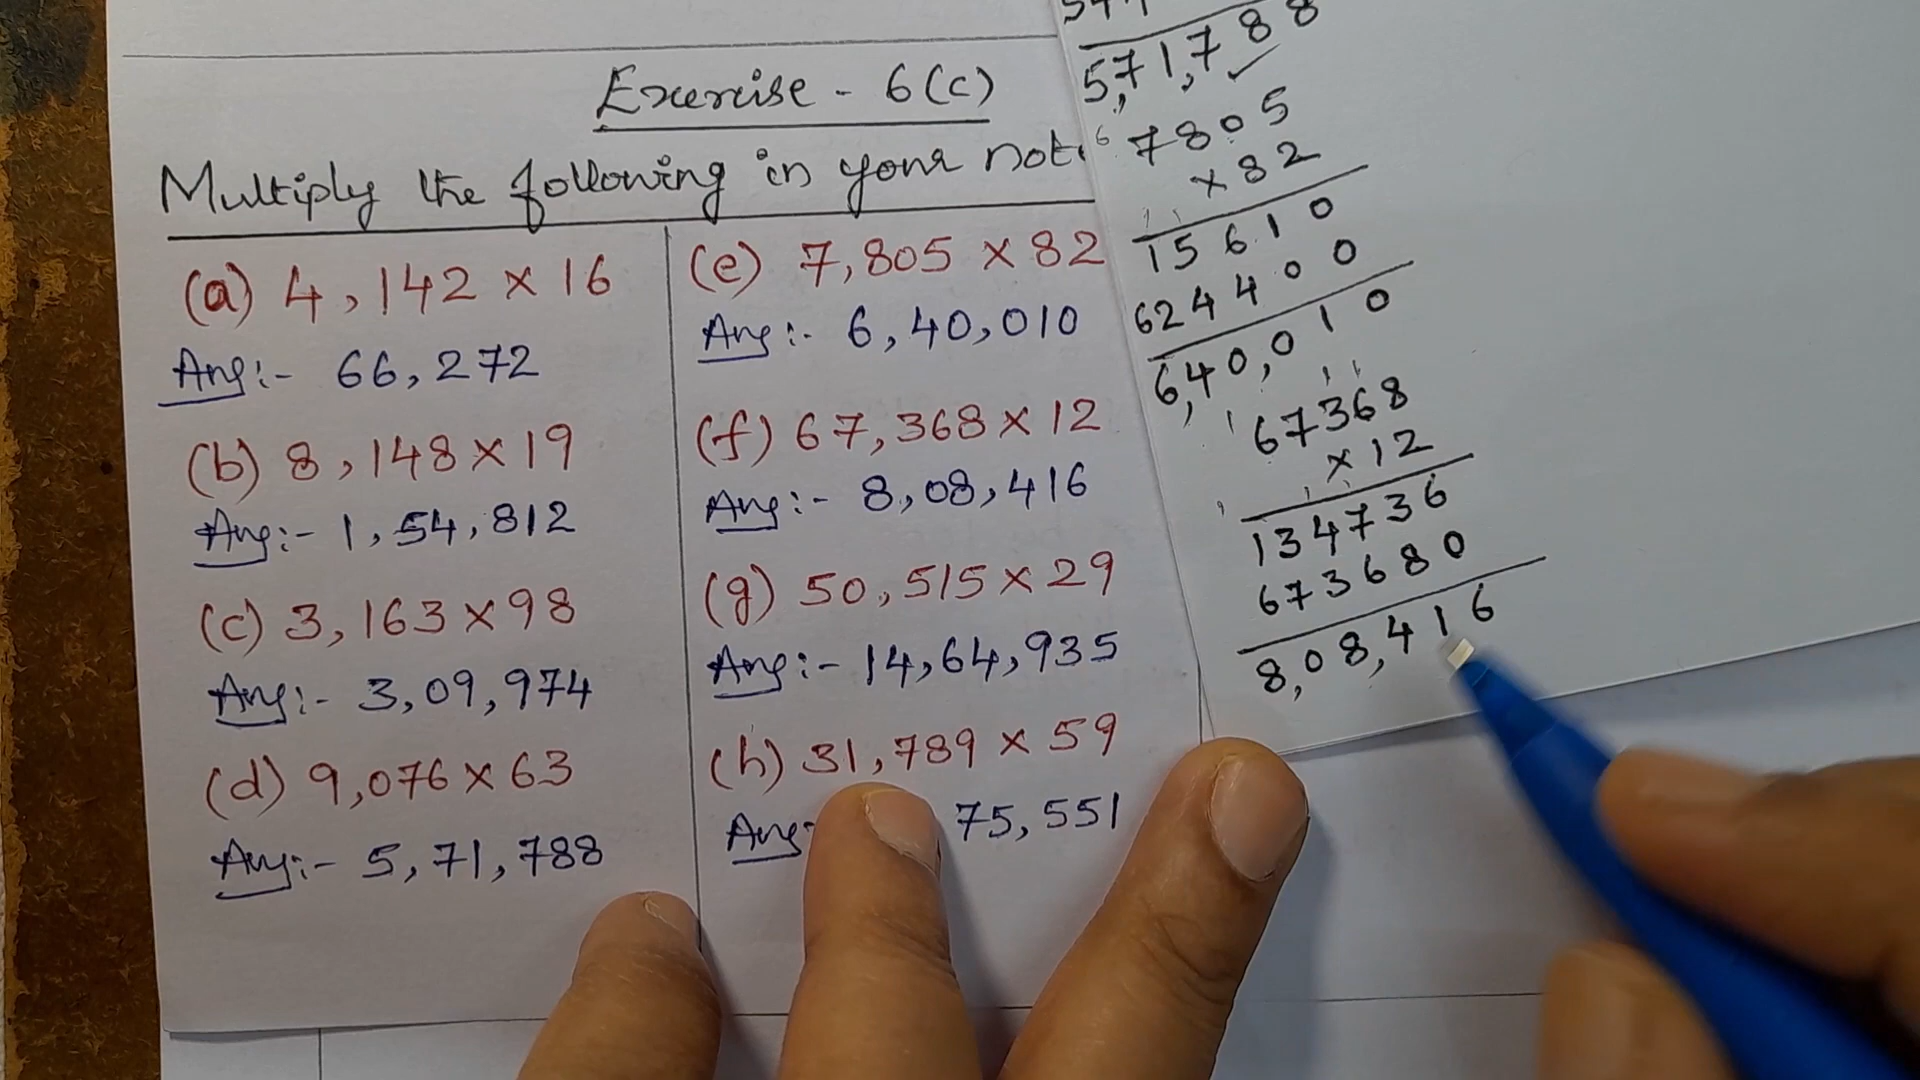 Exercise - 6(c)
Multiply the following in your
(a) 4,142 × 16
Ans:- 66,272
(b) 8,148 × 19
Ans:- 1,54,812
(c) 3,163 × 98
Ans:- 3,09,974
(d) 9,076 × 63
Ans:- 5,71,788
(e) 7,805 × 82
Ans:- 6,40,010
(f) 67,368 × 12
Ans:- 8,08,416
(g) 50,515 × 29
Ans:- 14,64,935
(h) 31,789 × 59
Ans 75,551
5,71,788
7805
×82
15610
624400
6,40,010
67368
×12
134736
673680
8,08,416